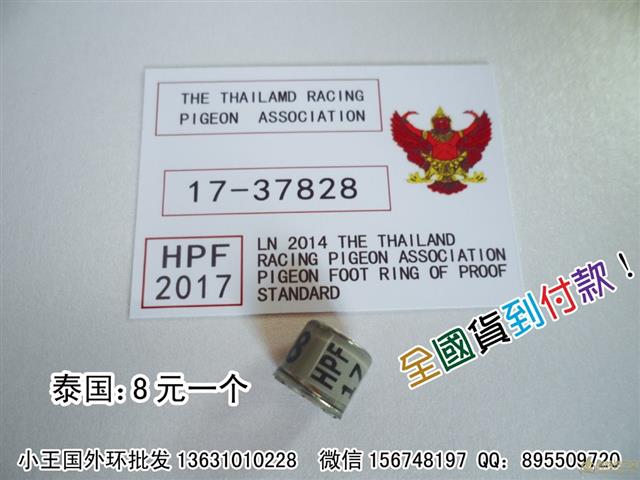 THE THAILAMD RACING
PIGEON ASSOCIATION
17-37828
HPF
2017
LN 2014 THE THAILAND
RACING PIGEON ASSOCIATION
PIGEON FOOT RING OF PROOF
STANDARD
全國貨到付款！
8
HPF
17
泰国：8元一个
小王国外环批发 13631010228 微信 156748197 QQ：895509720